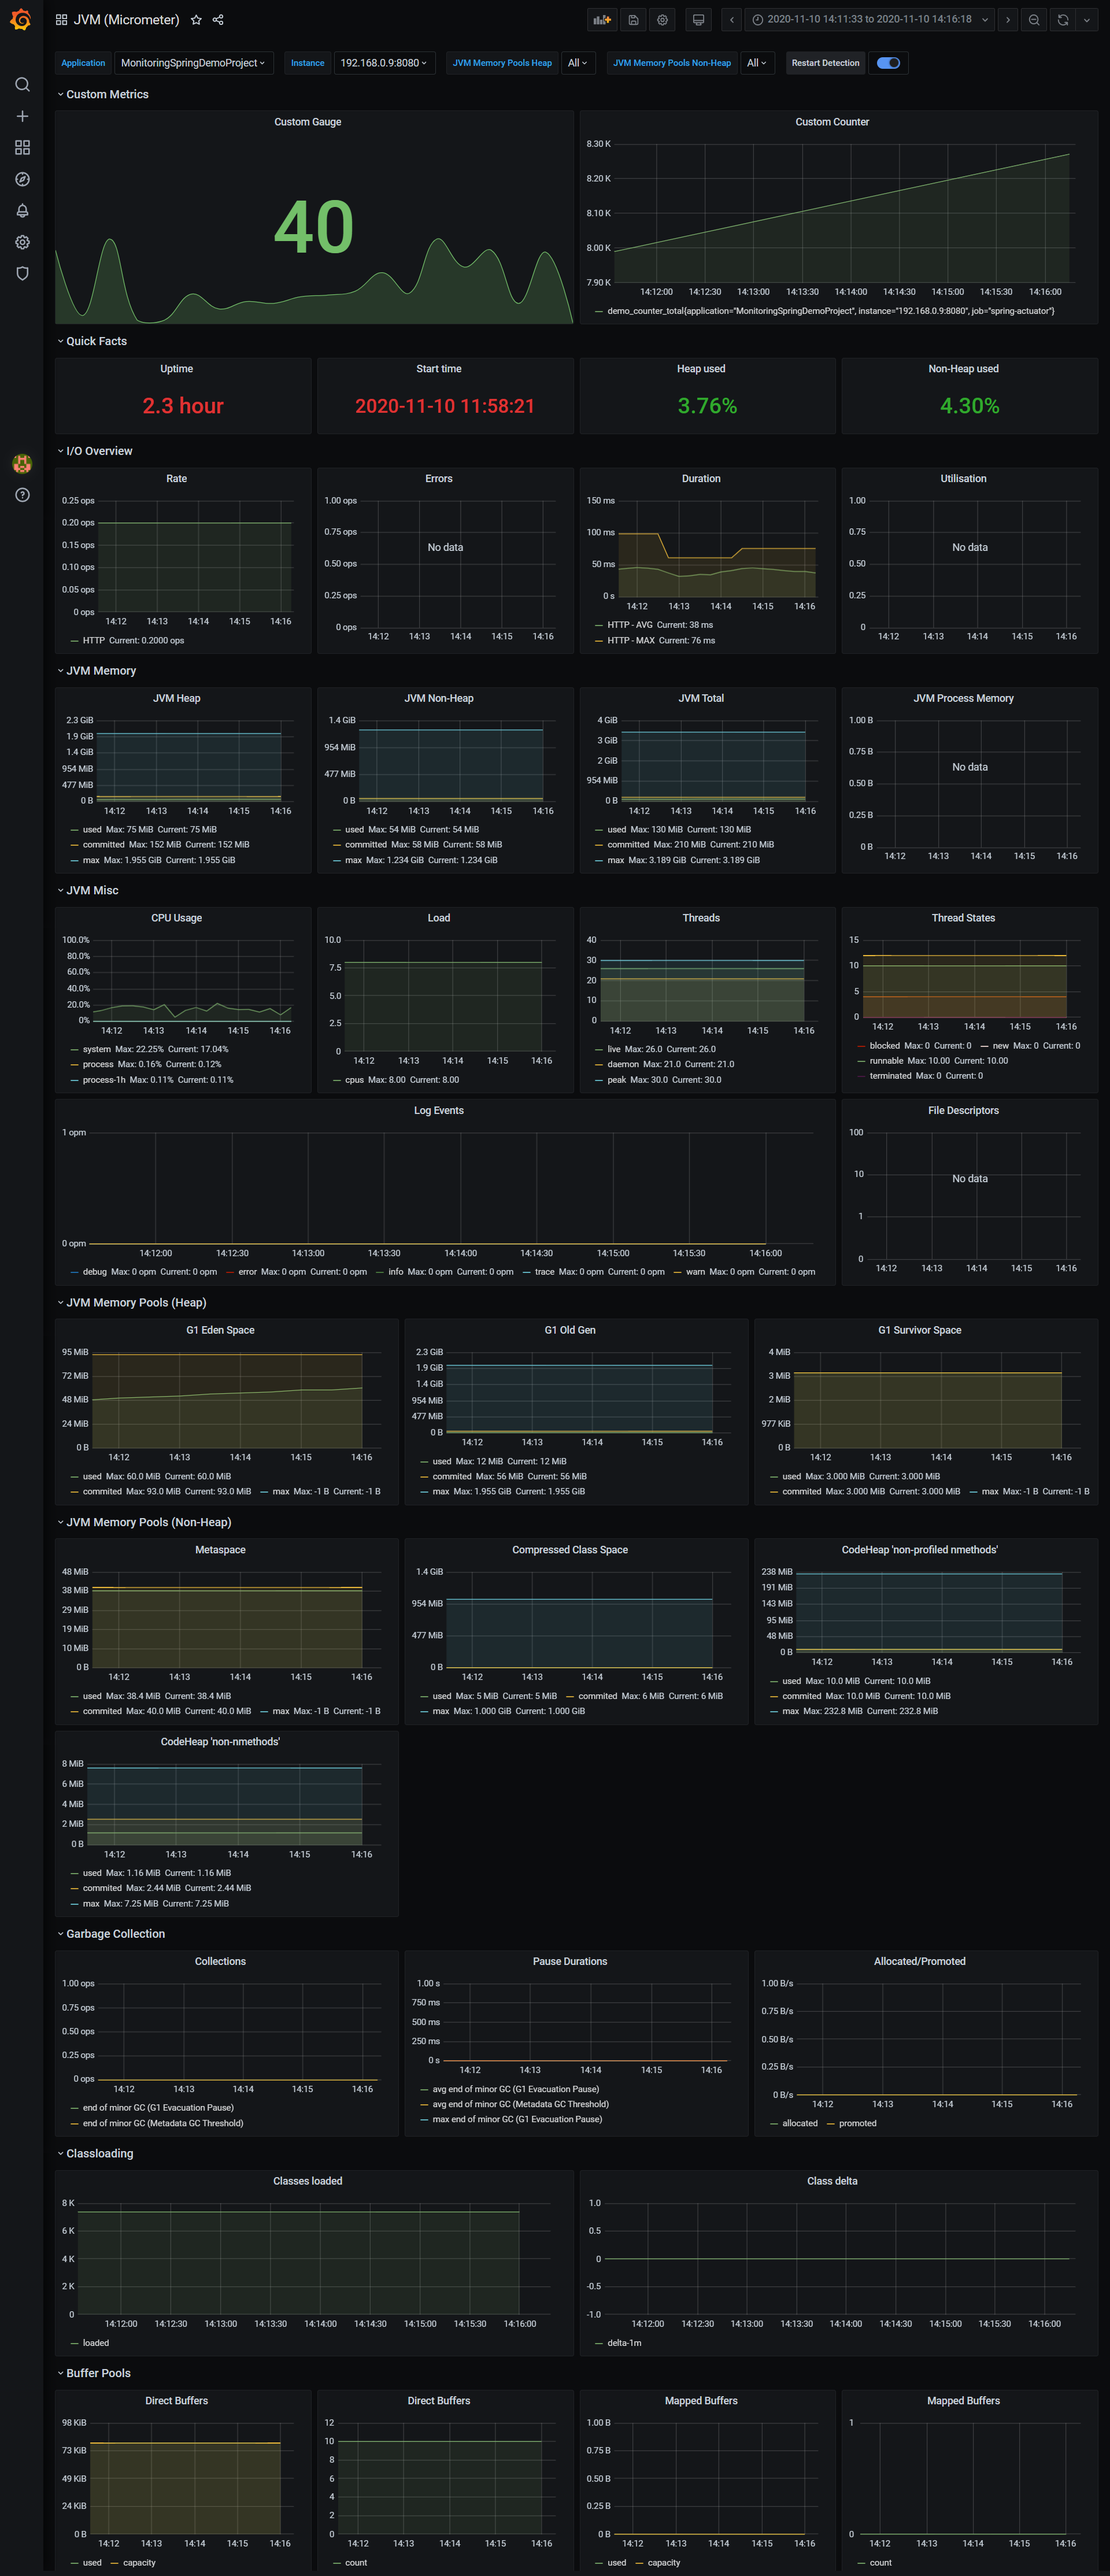 JVM (Micrometer)
2020-11-10 14:11:33 to 2020-11-10 14:16:18
Application MonitoringSpringDemoProject Instance 192.168.0.9:8080 JVM Memory Pools Heap All JVM Memory Pools Non-Heap All Restart Detection
Custom Metrics
Custom Gauge
40
Custom Counter
8.30 K
8.20 K
8.10 K
8.00 K
7.90 K
14:12:00 14:12:30 14:13:00 14:13:30 14:14:00 14:14:30 14:15:00 14:15:30 14:16:00
demo_counter_total{application="MonitoringSpringDemoProject", instance="192.168.0.9:8080", job="spring-actuator"}
Quick Facts
Uptime
2.3 hour
Start time
2020-11-10 11:58:21
Heap used
3.76%
Non-Heap used
4.30%
I/O Overview
Rate
0.25 ops
0.20 ops
0.15 ops
0.10 ops
0.05 ops
0 ops
14:12 14:13 14:14 14:15 14:16
HTTP Current: 0.2000 ops
Errors
1.00 ops
0.75 ops
No data
0.50 ops
0.25 ops
0 ops
14:12 14:13 14:14 14:15 14:16
Duration
150 ms
100 ms
50 ms
0 s
14:12 14:13 14:14 14:15 14:16
HTTP - AVG Current: 38 ms
HTTP - MAX Current: 76 ms
Utilisation
1.00
0.75
No data
0.50
0.25
0
14:12 14:13 14:14 14:15 14:16
JVM Memory
JVM Heap
2.3 GiB
1.9 GiB
1.4 GiB
954 MiB
477 MiB
0 B
14:12 14:13 14:14 14:15 14:16
used Max: 75 MiB Current: 75 MiB
committed Max: 152 MiB Current: 152 MiB
max Max: 1.955 GiB Current: 1.955 GiB
JVM Non-Heap
1.4 GiB
954 MiB
477 MiB
0 B
14:12 14:13 14:14 14:15 14:16
used Max: 54 MiB Current: 54 MiB
committed Max: 58 MiB Current: 58 MiB
max Max: 1.234 GiB Current: 1.234 GiB
JVM Total
4 GiB
3 GiB
2 GiB
954 MiB
0 B
14:12 14:13 14:14 14:15 14:16
used Max: 130 MiB Current: 130 MiB
committed Max: 210 MiB Current: 210 MiB
max Max: 3.189 GiB Current: 3.189 GiB
JVM Process Memory
1.00 B
0.75 B
No data
0.50 B
0.25 B
0 B
14:12 14:13 14:14 14:15 14:16
JVM Misc
CPU Usage
100.0%
80.0%
60.0%
40.0%
20.0%
0%
14:12 14:13 14:14 14:15 14:16
system Max: 22.25% Current: 17.04%
process Max: 0.16% Current: 0.12%
process-1h Max: 0.11% Current: 0.11%
Load
10.0
7.5
5.0
2.5
0
14:12 14:13 14:14 14:15 14:16
cpus Max: 8.00 Current: 8.00
Threads
40
30
20
10
0
14:12 14:13 14:14 14:15 14:16
live Max: 26.0 Current: 26.0
daemon Max: 21.0 Current: 21.0
peak Max: 30.0 Current: 30.0
Thread States
15
10
5
0
14:12 14:13 14:14 14:15 14:16
blocked Max: 0 Current: 0 new Max: 0 Current: 0
runnable Max: 10.00 Current: 10.00
terminated Max: 0 Current: 0
Log Events
1 opm
0 opm
14:12:00 14:12:30 14:13:00 14:13:30 14:14:00 14:14:30 14:15:00 14:15:30 14:16:00
debug Max: 0 opm Current: 0 opm error Max: 0 opm Current: 0 opm info Max: 0 opm Current: 0 opm trace Max: 0 opm Current: 0 opm warn Max: 0 opm Current: 0 opm
File Descriptors
100
10
No data
1
0
14:12 14:13 14:14 14:15 14:16
JVM Memory Pools (Heap)
G1 Eden Space
95 MiB
72 MiB
48 MiB
24 MiB
0 B
14:12 14:13 14:14 14:15 14:16
used Max: 60.0 MiB Current: 60.0 MiB
commited Max: 93.0 MiB Current: 93.0 MiB max Max: -1 B Current: -1 B
G1 Old Gen
2.3 GiB
1.9 GiB
1.4 GiB
954 MiB
477 MiB
0 B
14:12 14:13 14:14 14:15 14:16
used Max: 12 MiB Current: 12 MiB
commited Max: 56 MiB Current: 56 MiB
max Max: 1.955 GiB Current: 1.955 GiB
G1 Survivor Space
4 MiB
3 MiB
2 MiB
977 KiB
0 B
14:12 14:13 14:14 14:15 14:16
used Max: 3.000 MiB Current: 3.000 MiB
commited Max: 3.000 MiB Current: 3.000 MiB max Max: -1 B Current: -1 B
JVM Memory Pools (Non-Heap)
Metaspace
48 MiB
38 MiB
29 MiB
19 MiB
10 MiB
0 B
14:12 14:13 14:14 14:15 14:16
used Max: 38.4 MiB Current: 38.4 MiB
commited Max: 40.0 MiB Current: 40.0 MiB max Max: -1 B Current: -1 B
Compressed Class Space
1.4 GiB
954 MiB
477 MiB
0 B
14:12 14:13 14:14 14:15 14:16
used Max: 5 MiB Current: 5 MiB commited Max: 6 MiB Current: 6 MiB
max Max: 1.000 GiB Current: 1.000 GiB
CodeHeap 'non-profiled nmethods'
238 MiB
191 MiB
143 MiB
95 MiB
48 MiB
0 B
14:12 14:13 14:14 14:15 14:16
used Max: 10.0 MiB Current: 10.0 MiB
commited Max: 10.0 MiB Current: 10.0 MiB
max Max: 232.8 MiB Current: 232.8 MiB
CodeHeap 'non-nmethods'
8 MiB
6 MiB
4 MiB
2 MiB
0 B
14:12 14:13 14:14 14:15 14:16
used Max: 1.16 MiB Current: 1.16 MiB
commited Max: 2.44 MiB Current: 2.44 MiB
max Max: 7.25 MiB Current: 7.25 MiB
Garbage Collection
Collections
1.00 ops
0.75 ops
0.50 ops
0.25 ops
0 ops
14:12 14:13 14:14 14:15 14:16
end of minor GC (G1 Evacuation Pause)
end of minor GC (Metadata GC Threshold)
Pause Durations
1.00 s
750 ms
500 ms
250 ms
0 s
14:12 14:13 14:14 14:15 14:16
avg end of minor GC (G1 Evacuation Pause)
avg end of minor GC (Metadata GC Threshold)
max end of minor GC (G1 Evacuation Pause)
Allocated/Promoted
1.00 B/s
0.75 B/s
0.50 B/s
0.25 B/s
0 B/s
14:12 14:13 14:14 14:15 14:16
allocated promoted
Classloading
Classes loaded
8 K
6 K
4 K
2 K
0
14:12:00 14:12:30 14:13:00 14:13:30 14:14:00 14:14:30 14:15:00 14:15:30 14:16:00
loaded
Class delta
1.0
0.5
0
-0.5
-1.0
14:12:00 14:12:30 14:13:00 14:13:30 14:14:00 14:14:30 14:15:00 14:15:30 14:16:00
delta-1m
Buffer Pools
Direct Buffers
98 KiB
73 KiB
49 KiB
24 KiB
0 B
14:12 14:13 14:14 14:15 14:16
used capacity
Direct Buffers
12
10
8
6
4
2
0
14:12 14:13 14:14 14:15 14:16
count
Mapped Buffers
1.00 B
0.75 B
0.50 B
0.25 B
0 B
14:12 14:13 14:14 14:15 14:16
used capacity
Mapped Buffers
1
0
14:12 14:13 14:14 14:15 14:16
count